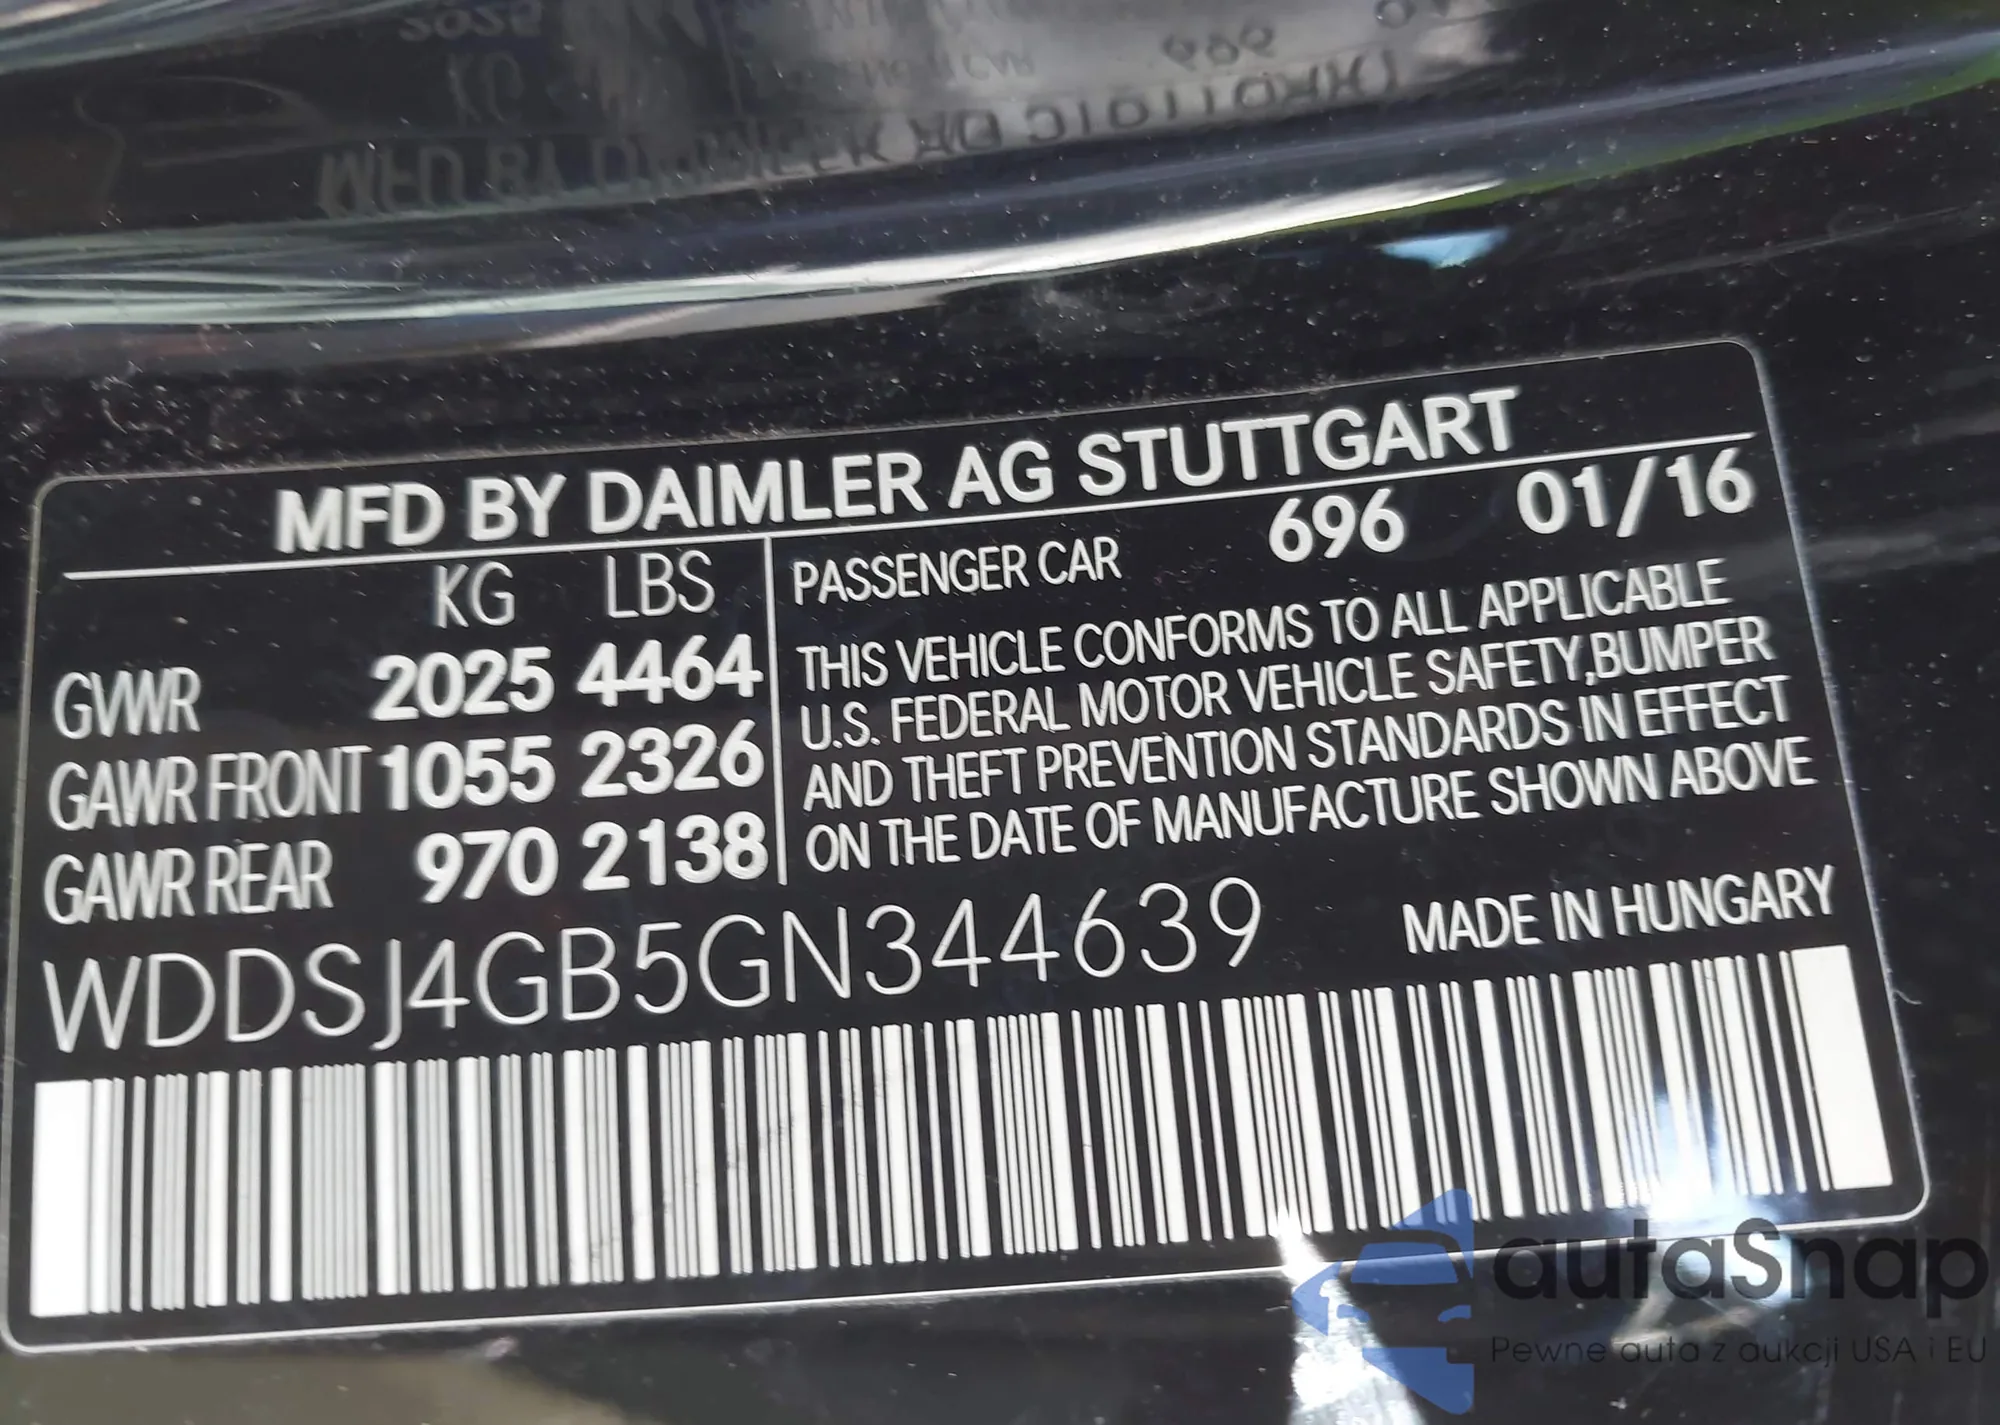 MFD BY DAIMLER AG STUTTGART
KG LBS
GVWR 2025 4464
GAWR FRONT 1055 2326
GAWR REAR 970 2138
PASSENGER CAR 696 01/16
THIS VEHICLE CONFORMS TO ALL APPLICABLE
U.S. FEDERAL MOTOR VEHICLE SAFETY,BUMPER
AND THEFT PREVENTION STANDARDS IN EFFECT
ON THE DATE OF MANUFACTURE SHOWN ABOVE
WDDSJ4GB5GN344639
MADE IN HUNGARY
autaSnap
Pewne auta z aukcji USA i EU